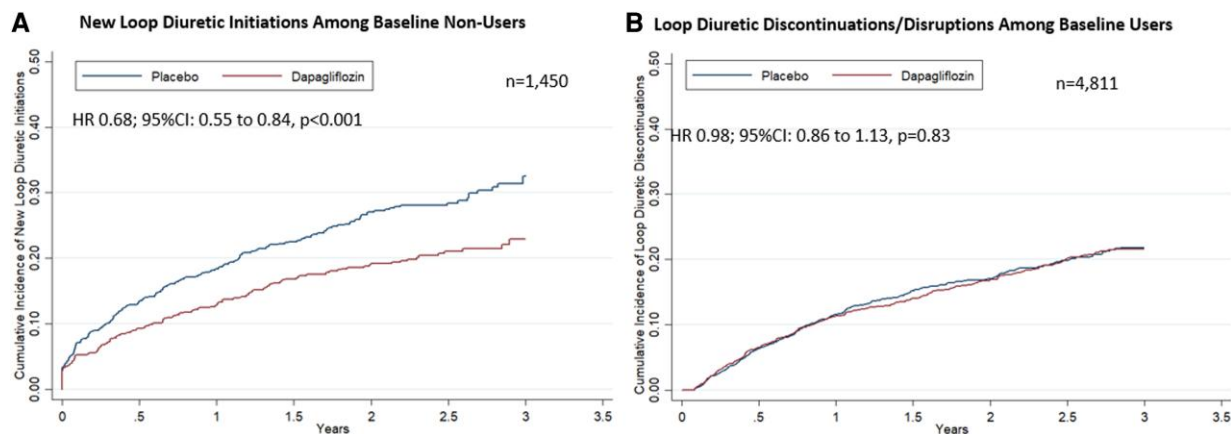 A New Loop Diuretic Initiations Among Baseline Non-Users
Cumulative Incidence of New Loop Diuretic Initiations
0.50
0.40
0.30
0.20
0.10
0.00
Placebo Dapagliflozin
n=1,450
HR 0.68; 95%CI: 0.55 to 0.84, p<0.001
0 .5 1 1.5 2 2.5 3 3.5
Years
B Loop Diuretic Discontinuations/Disruptions Among Baseline Users
Cumulative Incidence of Loop Diuretic Discontinuations
0.50
0.40
0.30
0.20
0.10
0.00
Placebo Dapagliflozin
n=4,811
HR 0.98; 95%CI: 0.86 to 1.13, p=0.83
0 .5 1 1.5 2 2.5 3 3.5
Years